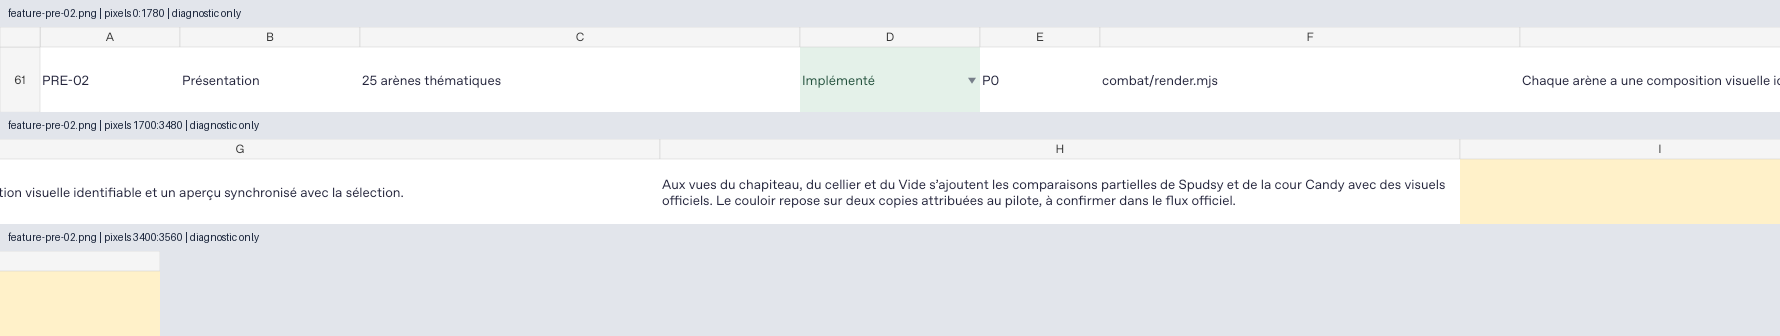 feature-pre-02.png | pixels 0:1780 | diagnostic only
A B C D E F
61 PRE-02 Présentation 25 arènes thématiques Implémenté P0 combat/render.mjs Chaque arène a une composition visuelle
feature-pre-02.png | pixels 1700:3480 | diagnostic only
G H I
tion visuelle identifiable et un aperçu synchronisé avec la sélection.
Aux vues du chapiteau, du cellier et du Vide s’ajoutent les comparaisons partielles de Spudsy et de la cour Candy avec des visuels
officiels. Le couloir repose sur deux copies attribuées au pilote, à confirmer dans le flux officiel.
feature-pre-02.png | pixels 3400:3560 | diagnostic only